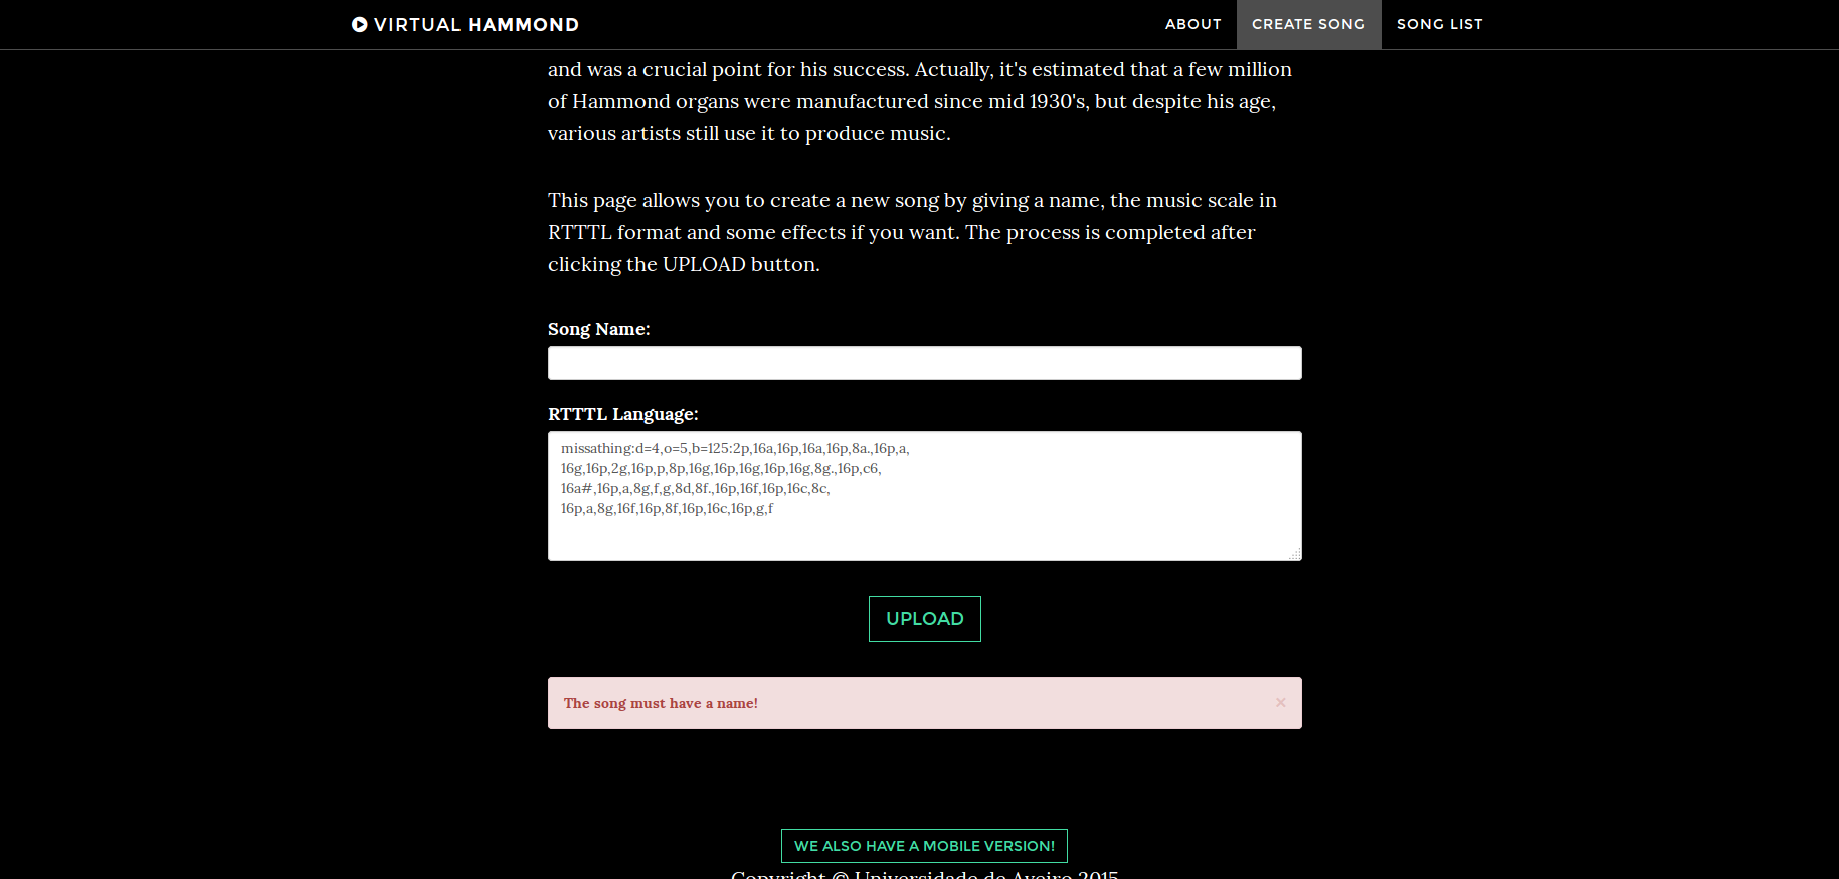 VIRTUAL HAMMOND
ABOUT
CREATE SONG
SONG LIST
and was a crucial point for his success. Actually, it's estimated that a few million
of Hammond organs were manufactured since mid 1930's, but despite his age,
various artists still use it to produce music.
This page allows you to create a new song by giving a name, the music scale in
RTTTL format and some effects if you want. The process is completed after
clicking the UPLOAD button.
Song Name:
RTTTL Language:
missathing:d=4,o=5,b=125:2p,16a,16p,16a,16p,8a.,16p,a,
16g,16p,2g,16p,p,8p,16g,16p,16g,16p,16g,8g.,16p,c6,
16a#,16p,a,8g,f,g,8d,8f.,16p,16f,16p,16c,8c,
16p,a,8g,16f,16p,8f,16p,16c,16p,g,f
UPLOAD
The song must have a name!
×
WE ALSO HAVE A MOBILE VERSION!
Copyright © Universidade de Aveiro 2015